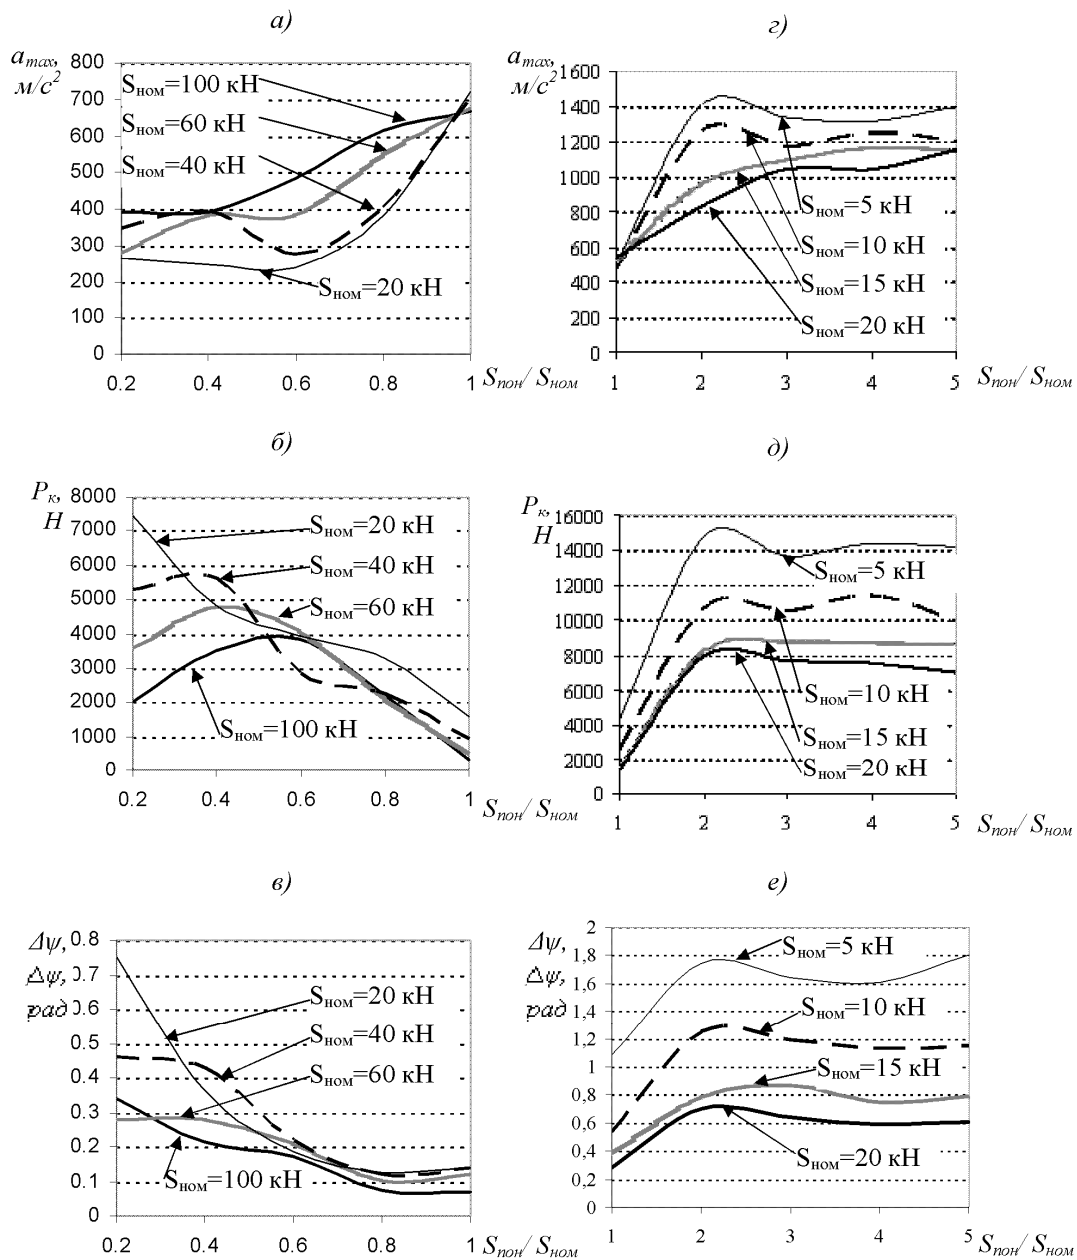 а)
a_max,
м/с²
800
700
600
500
400
300
200
100
0
S_ном=100 кН
S_ном=60 кН
S_ном=40 кН
S_ном=20 кН
0.2 0.4 0.6 0.8 1
S_пон/ S_ном
г)
a_max,
м/с²
1600
1400
1200
1000
800
600
400
200
0
S_ном=5 кН
S_ном=10 кН
S_ном=15 кН
S_ном=20 кН
1 2 3 4 5
S_пон/ S_ном
б)
P_к,
Н
8000
7000
6000
5000
4000
3000
2000
1000
0
S_ном=20 кН
S_ном=40 кН
S_ном=60 кН
S_ном=100 кН
0.2 0.4 0.6 0.8 1
S_пон/ S_ном
д)
P_к,
Н
16000
14000
12000
10000
8000
6000
4000
2000
0
S_ном=5 кН
S_ном=10 кН
S_ном=15 кН
S_ном=20 кН
1 2 3 4 5
S_пон/ S_ном
в)
Δψ,
Δψ,
рад
0.8
0.7
0.6
0.5
0.4
0.3
0.2
0.1
0
S_ном=20 кН
S_ном=40 кН
S_ном=60 кН
S_ном=100 кН
0.2 0.4 0.6 0.8 1
S_пон/ S_ном
е)
Δψ,
Δψ,
рад
2
1,8
1,6
1,4
1,2
1
0,8
0,6
0,4
0,2
0
S_ном=5 кН
S_ном=10 кН
S_ном=15 кН
S_ном=20 кН
1 2 3 4 5
S_пон/ S_ном